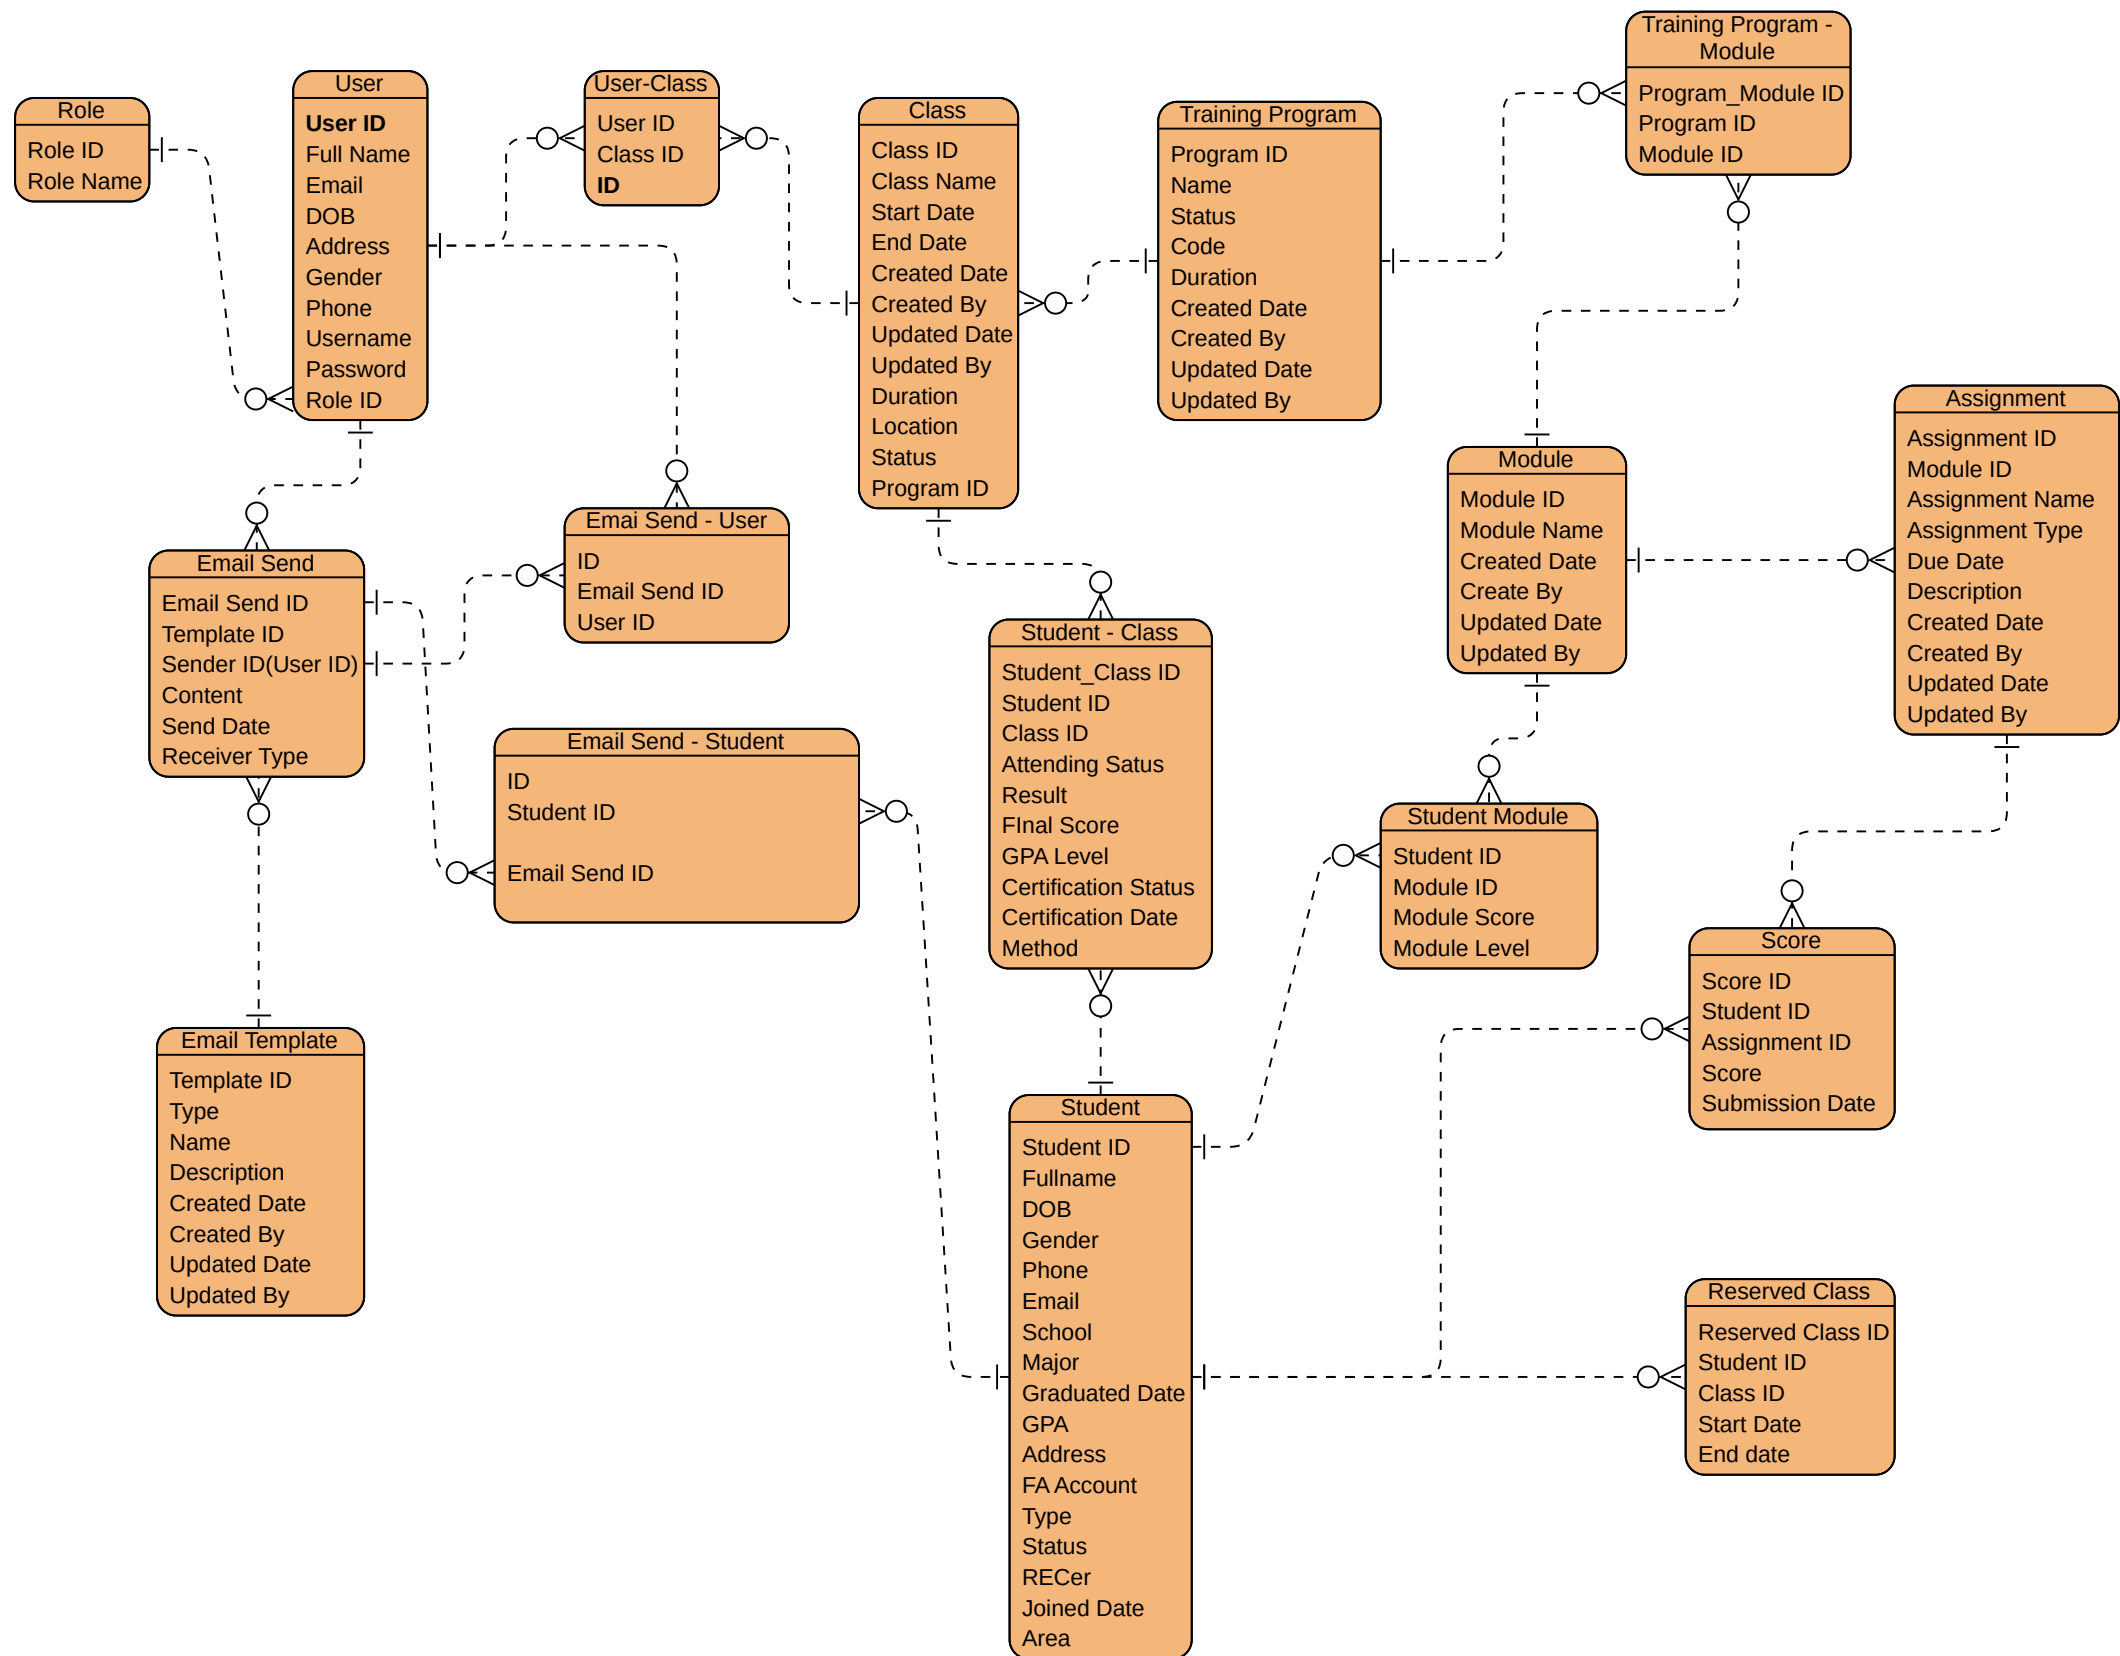 Role
Role ID
Role Name
User
User ID
Full Name
Email
DOB
Address
Gender
Phone
Username
Password
Role ID
User-Class
User ID
Class ID
ID
Class
Class ID
Class Name
Start Date
End Date
Created Date
Created By
Updated Date
Updated By
Duration
Location
Status
Program ID
Training Program
Program ID
Name
Status
Code
Duration
Created Date
Created By
Updated Date
Updated By
Training Program -
Module
Program_Module ID
Program ID
Module ID
Module
Module ID
Module Name
Created Date
Create By
Updated Date
Updated By
Assignment
Assignment ID
Module ID
Assignment Name
Assignment Type
Due Date
Description
Created Date
Created By
Updated Date
Updated By
Email Send
Email Send ID
Template ID
Sender ID(User ID)
Content
Send Date
Receiver Type
Emai Send - User
ID
Email Send ID
User ID
Email Send - Student
ID
Student ID
Email Send ID
Student - Class
Student_Class ID
Student ID
Class ID
Attending Satus
Result
FInal Score
GPA Level
Certification Status
Certification Date
Method
Student Module
Student ID
Module ID
Module Score
Module Level
Score
Score ID
Student ID
Assignment ID
Score
Submission Date
Email Template
Template ID
Type
Name
Description
Created Date
Created By
Updated Date
Updated By
Student
Student ID
Fullname
DOB
Gender
Phone
Email
School
Major
Graduated Date
GPA
Address
FA Account
Type
Status
RECer
Joined Date
Area
Reserved Class
Reserved Class ID
Student ID
Class ID
Start Date
End date